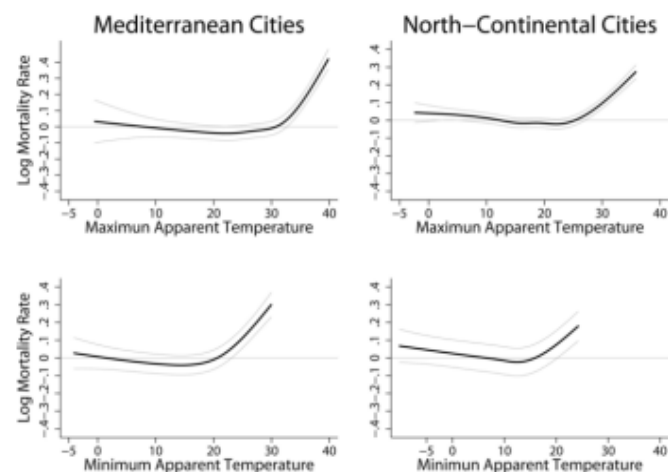 Mediterranean Cities
North-Continental Cities
Log Mortality Rate
-.4-.3-.2-.1 0 .1 .2 .3 .4
-.4-.3-.2-.1 0 .1 .2 .3 .4
-5 0 10 20 30 40
-5 0 10 20 30 40
Maximun Apparent Temperature
Maximun Apparent Temperature
Log Mortality Rate
-.4-.3-.2-.1 0 .1 .2 .3 .4
-.4-.3-.2-.1 0 .1 .2 .3 .4
-5 0 10 20 30 40
-5 0 10 20 30 40
Minimum Apparent Temperature
Minimum Apparent Temperature